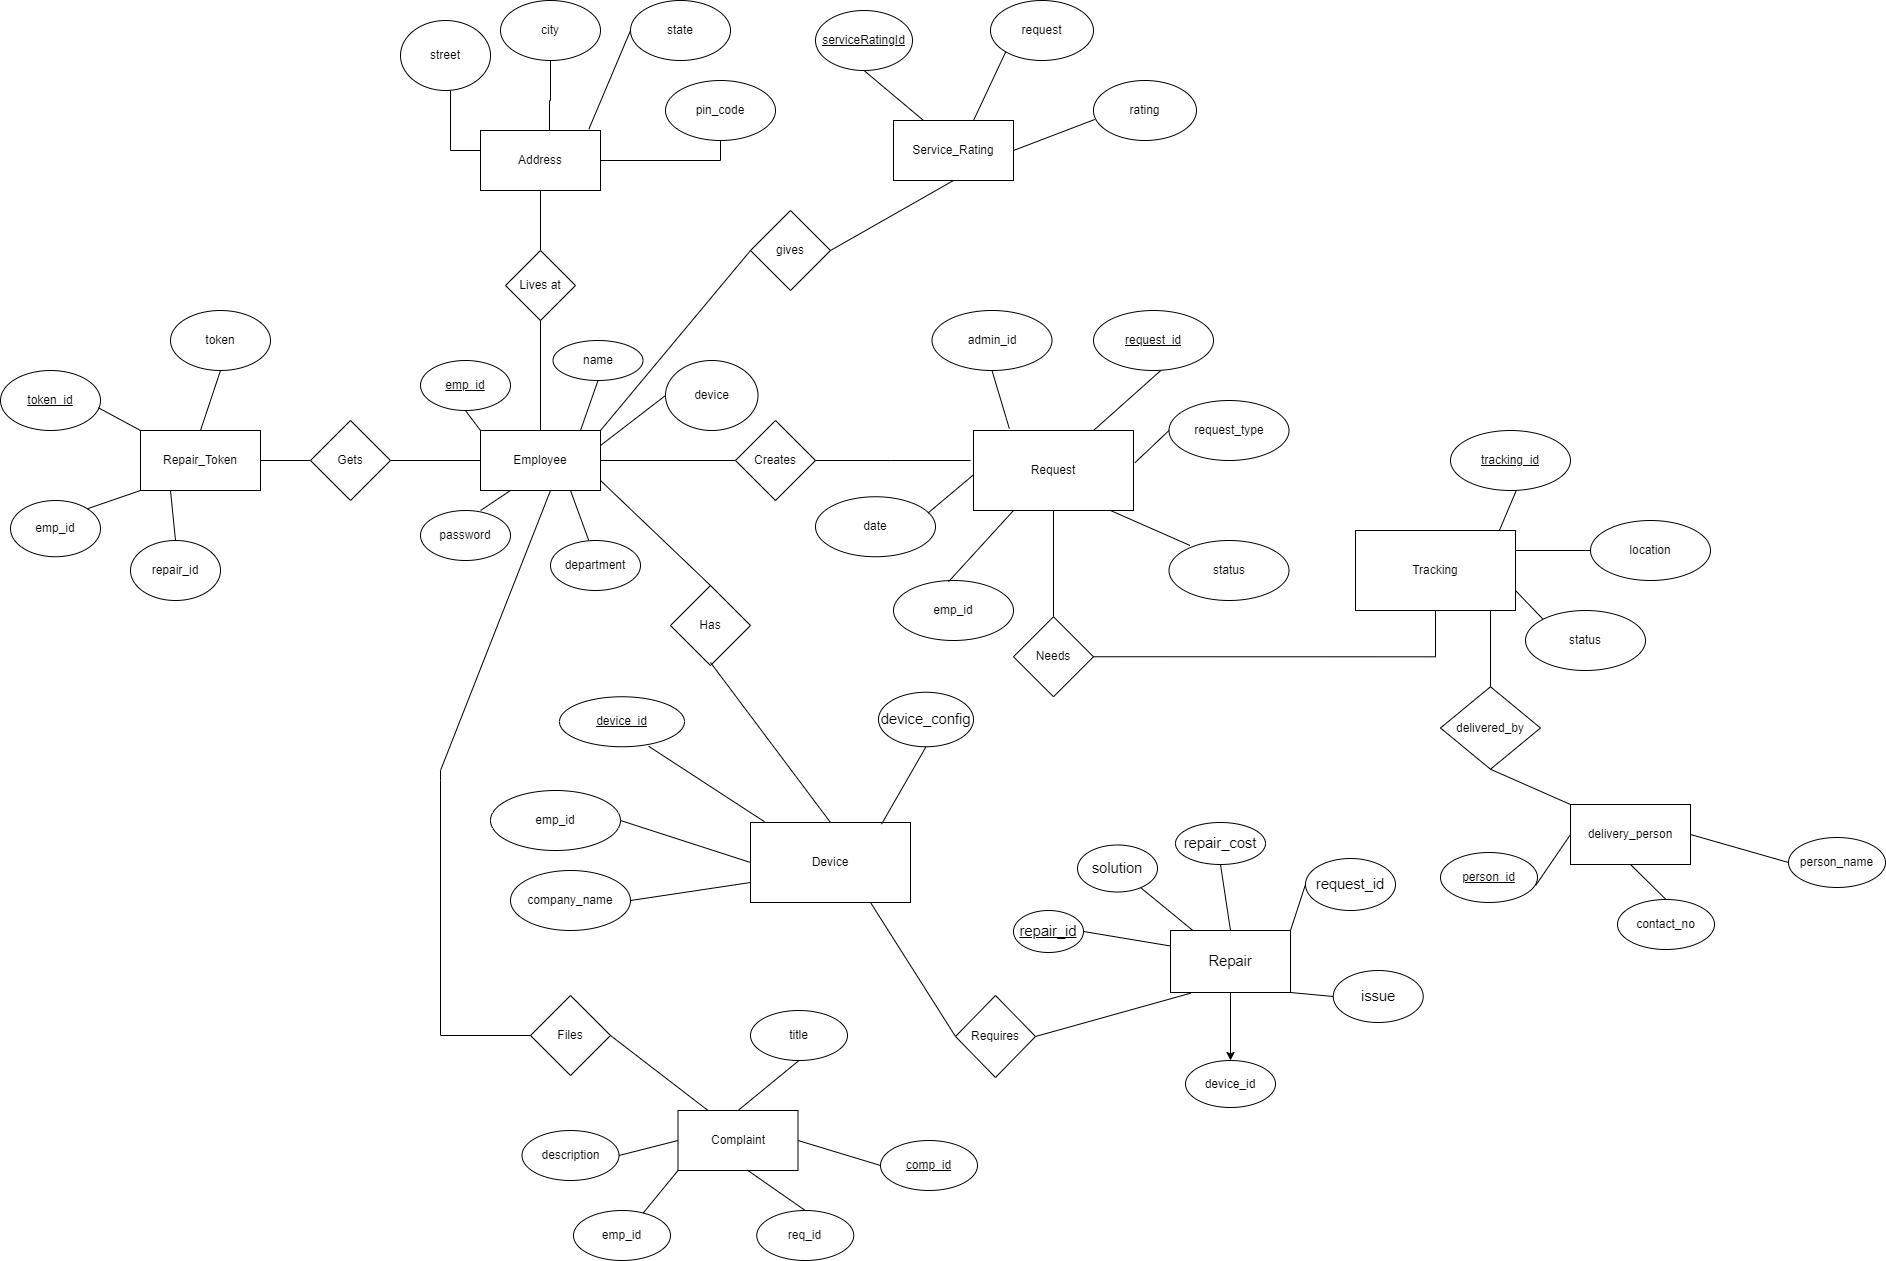 city
state
request
serviceRatingId
street
pin_code
rating
Service_Rating
Address
gives
Lives at
token
admin_id
request_id
name
emp_id
device
token_id
request_type
Repair_Token
Gets
Employee
Creates
Request
tracking_id
date
emp_id
password
location
department
repair_id
status
Tracking
emp_id
Has
status
Needs
device_id
device_config
delivered_by
emp_id
delivery_person
repair_cost
Device
person_name
solution
request_id
person_id
company_name
contact_no
repair_id
Repair
issue
Files
title
Requires
device_id
Complaint
description
comp_id
emp_id
req_id